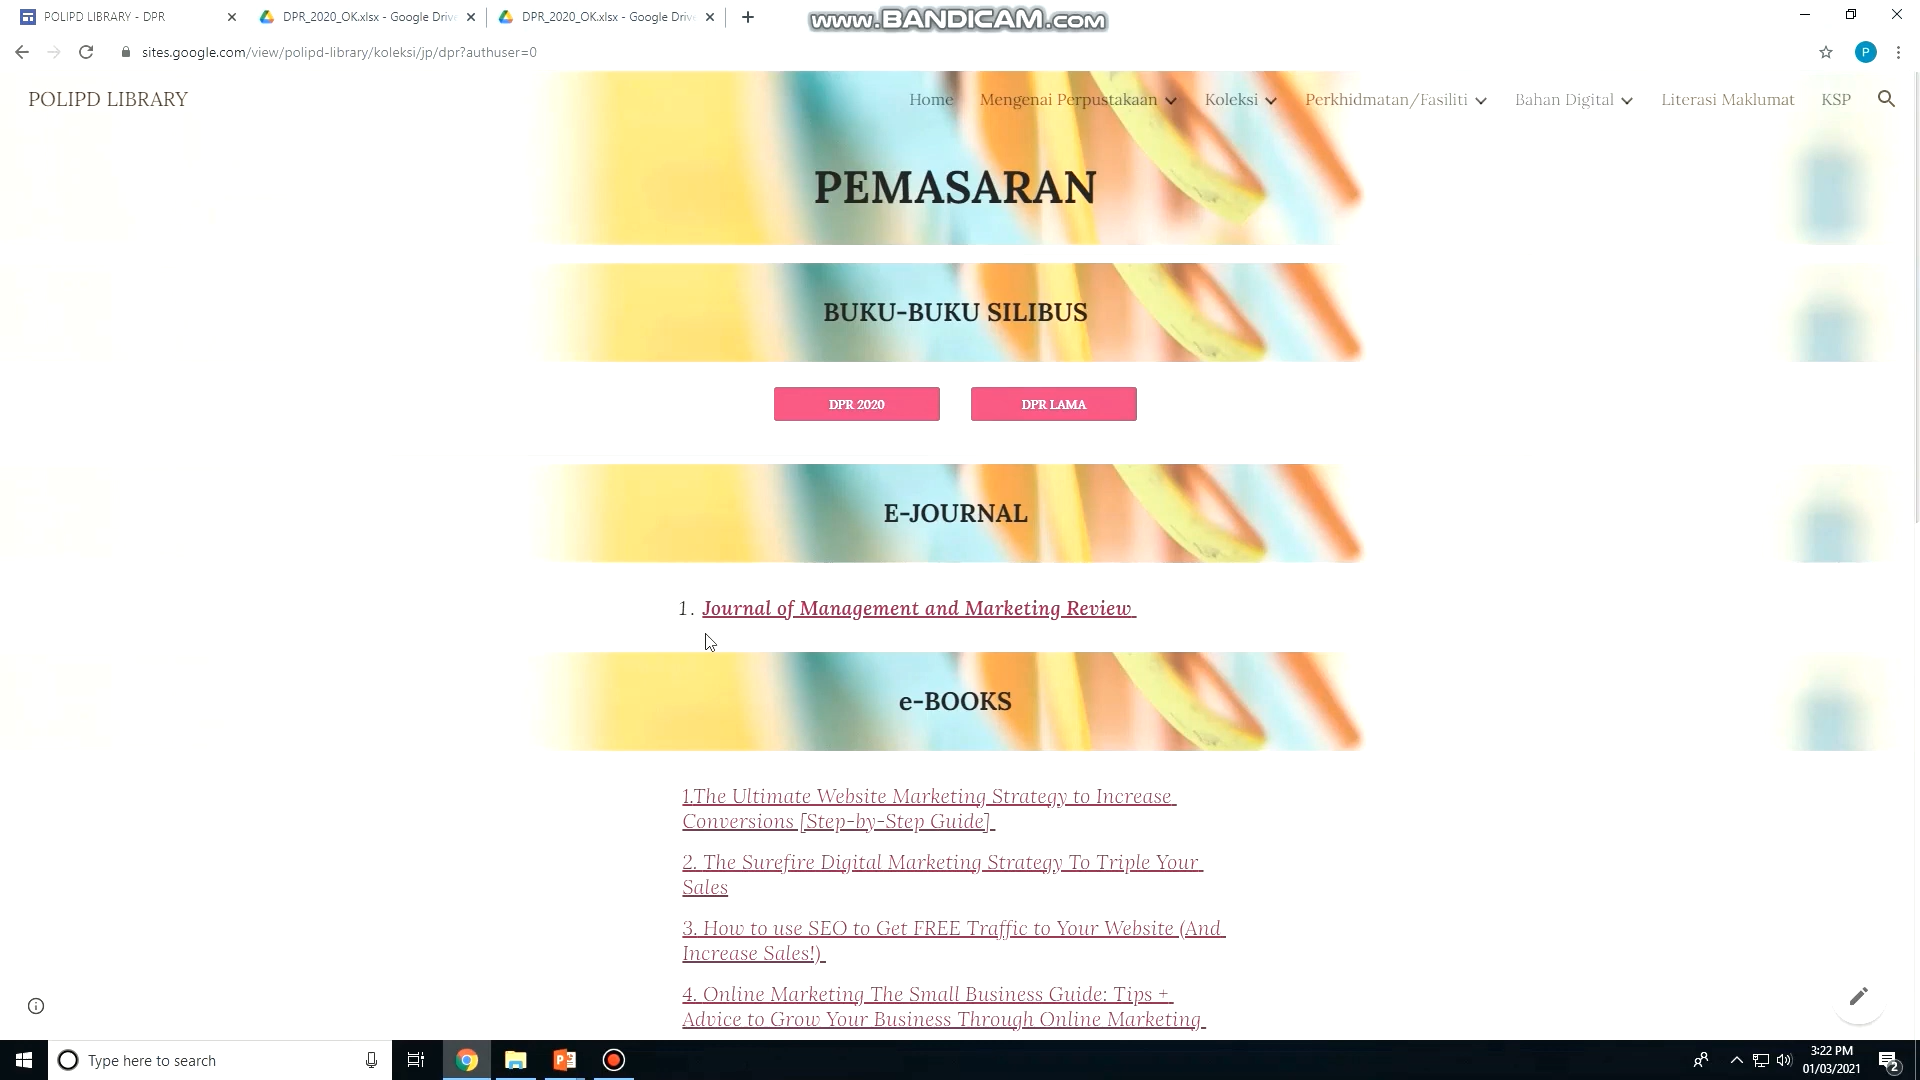 POLIPD LIBRARY - DPR
DPR_2020_OK.xlsx - Google Drive
DPR_2020_OK.xlsx - Google Drive
www.BANDICAM.com
sites.google.com/view/polipd-library/koleksi/jp/dpr?authuser=0
P
POLIPD LIBRARY
Home
Mengenai Perpustakaan
Koleksi
Perkhidmatan/Fasiliti
Bahan Digital
Literasi Maklumat
KSP
PEMASARAN
BUKU-BUKU SILIBUS
DPR 2020
DPR LAMA
E-JOURNAL
1. Journal of Management and Marketing Review
e-BOOKS
1.The Ultimate Website Marketing Strategy to Increase
Conversions [Step-by-Step Guide]
2. The Surefire Digital Marketing Strategy To Triple Your
Sales
3. How to use SEO to Get FREE Traffic to Your Website (And
Increase Sales!)
4. Online Marketing The Small Business Guide: Tips +
Advice to Grow Your Business Through Online Marketing
Type here to search
3:22 PM
01/03/2021
2